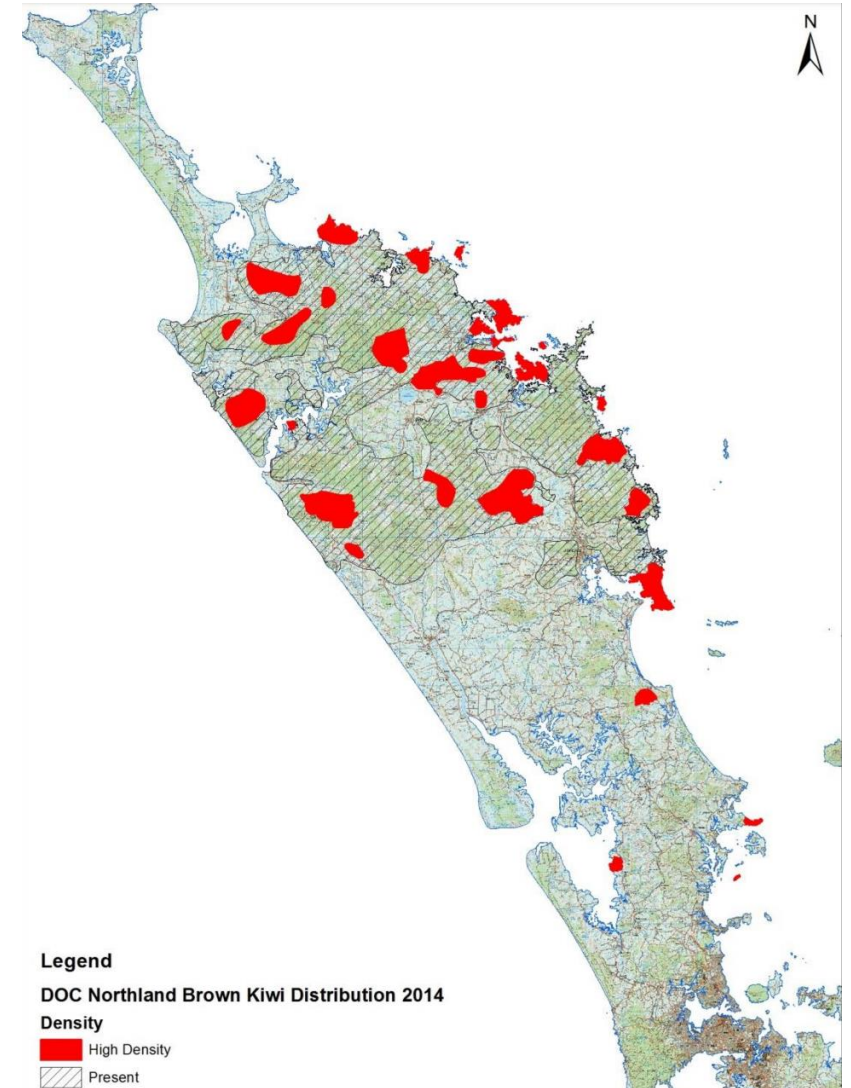 N
Legend
DOC Northland Brown Kiwi Distribution 2014
Density
High Density
Present